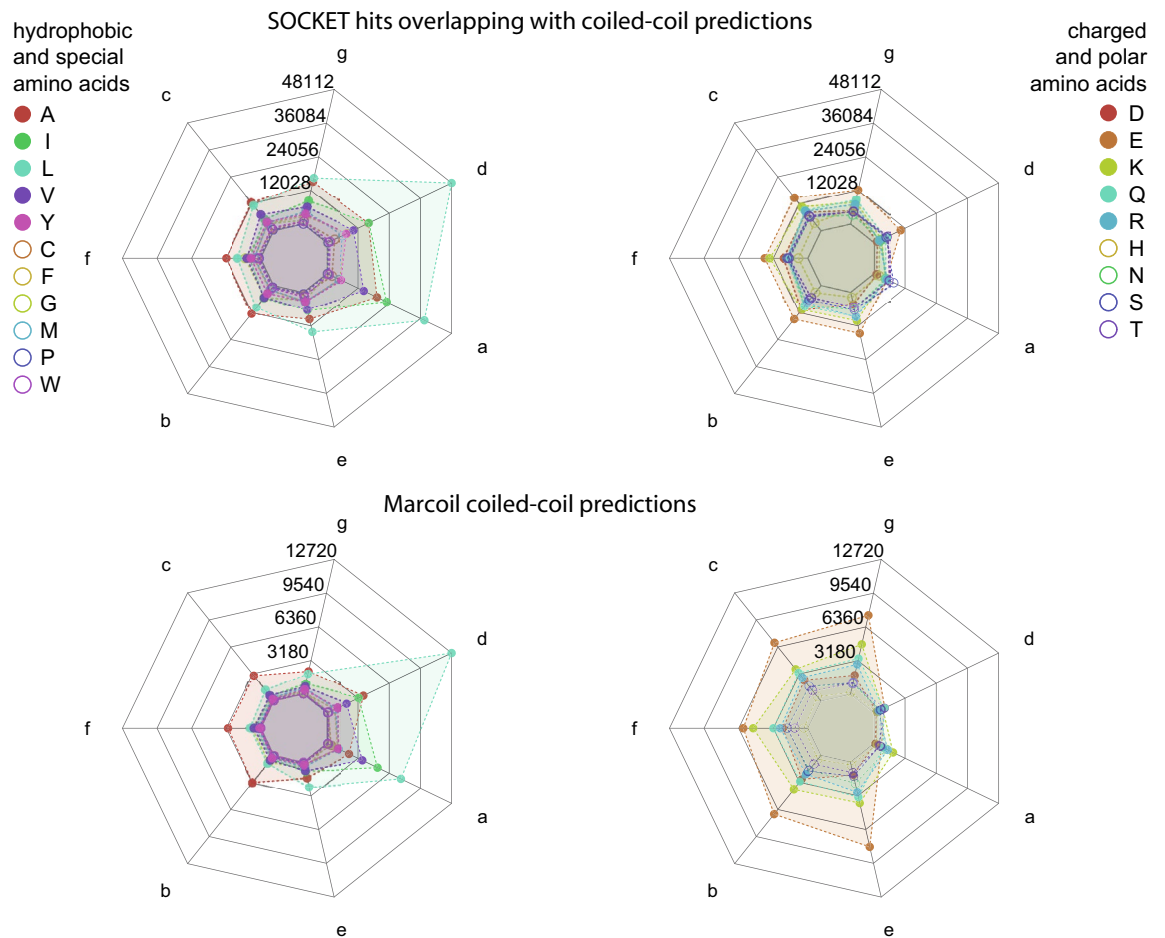 SOCKET hits overlapping with coiled-coil predictions
hydrophobic
and special
amino acids
A
I
L
V
Y
C
F
G
M
P
W
g
48112
36084
24056
12028
c
d
f
a
b
e
g
48112
36084
24056
12028
c
d
f
a
b
e
charged
and polar
amino acids
D
E
K
Q
R
H
N
S
T
Marcoil coiled-coil predictions
g
12720
9540
6360
3180
c
d
f
a
b
e
g
12720
9540
6360
3180
c
d
f
a
b
e